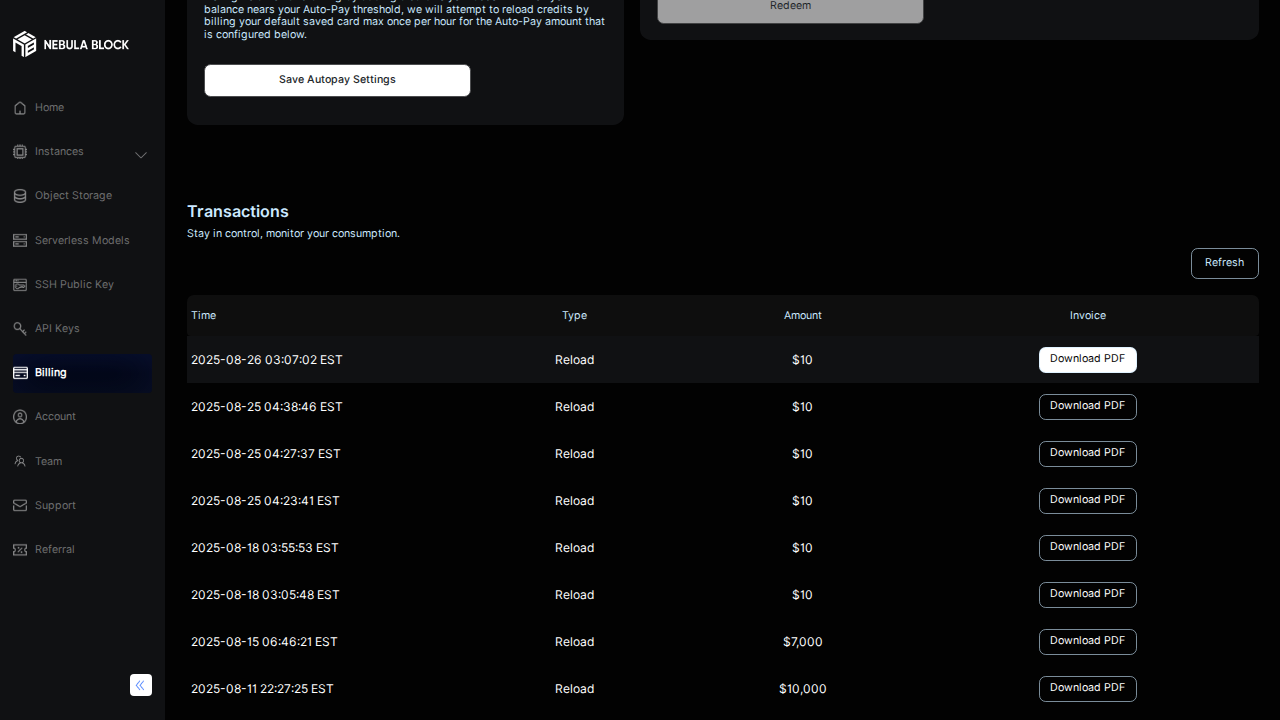 NEBULA BLOCK
Home
Instances
Object Storage
Serverless Models
SSH Public Key
API Keys
Billing
Account
Team
Support
Referral
balance nears your Auto-Pay threshold, we will attempt to reload credits by
billing your default saved card max once per hour for the Auto-Pay amount that
is configured below.
Save Autopay Settings
Redeem
Transactions
Stay in control, monitor your consumption.
Refresh
Time Type Amount Invoice
2025-08-26 03:07:02 EST Reload $10 Download PDF
2025-08-25 04:38:46 EST Reload $10 Download PDF
2025-08-25 04:27:37 EST Reload $10 Download PDF
2025-08-25 04:23:41 EST Reload $10 Download PDF
2025-08-18 03:55:53 EST Reload $10 Download PDF
2025-08-18 03:05:48 EST Reload $10 Download PDF
2025-08-15 06:46:21 EST Reload $7,000 Download PDF
2025-08-11 22:27:25 EST Reload $10,000 Download PDF